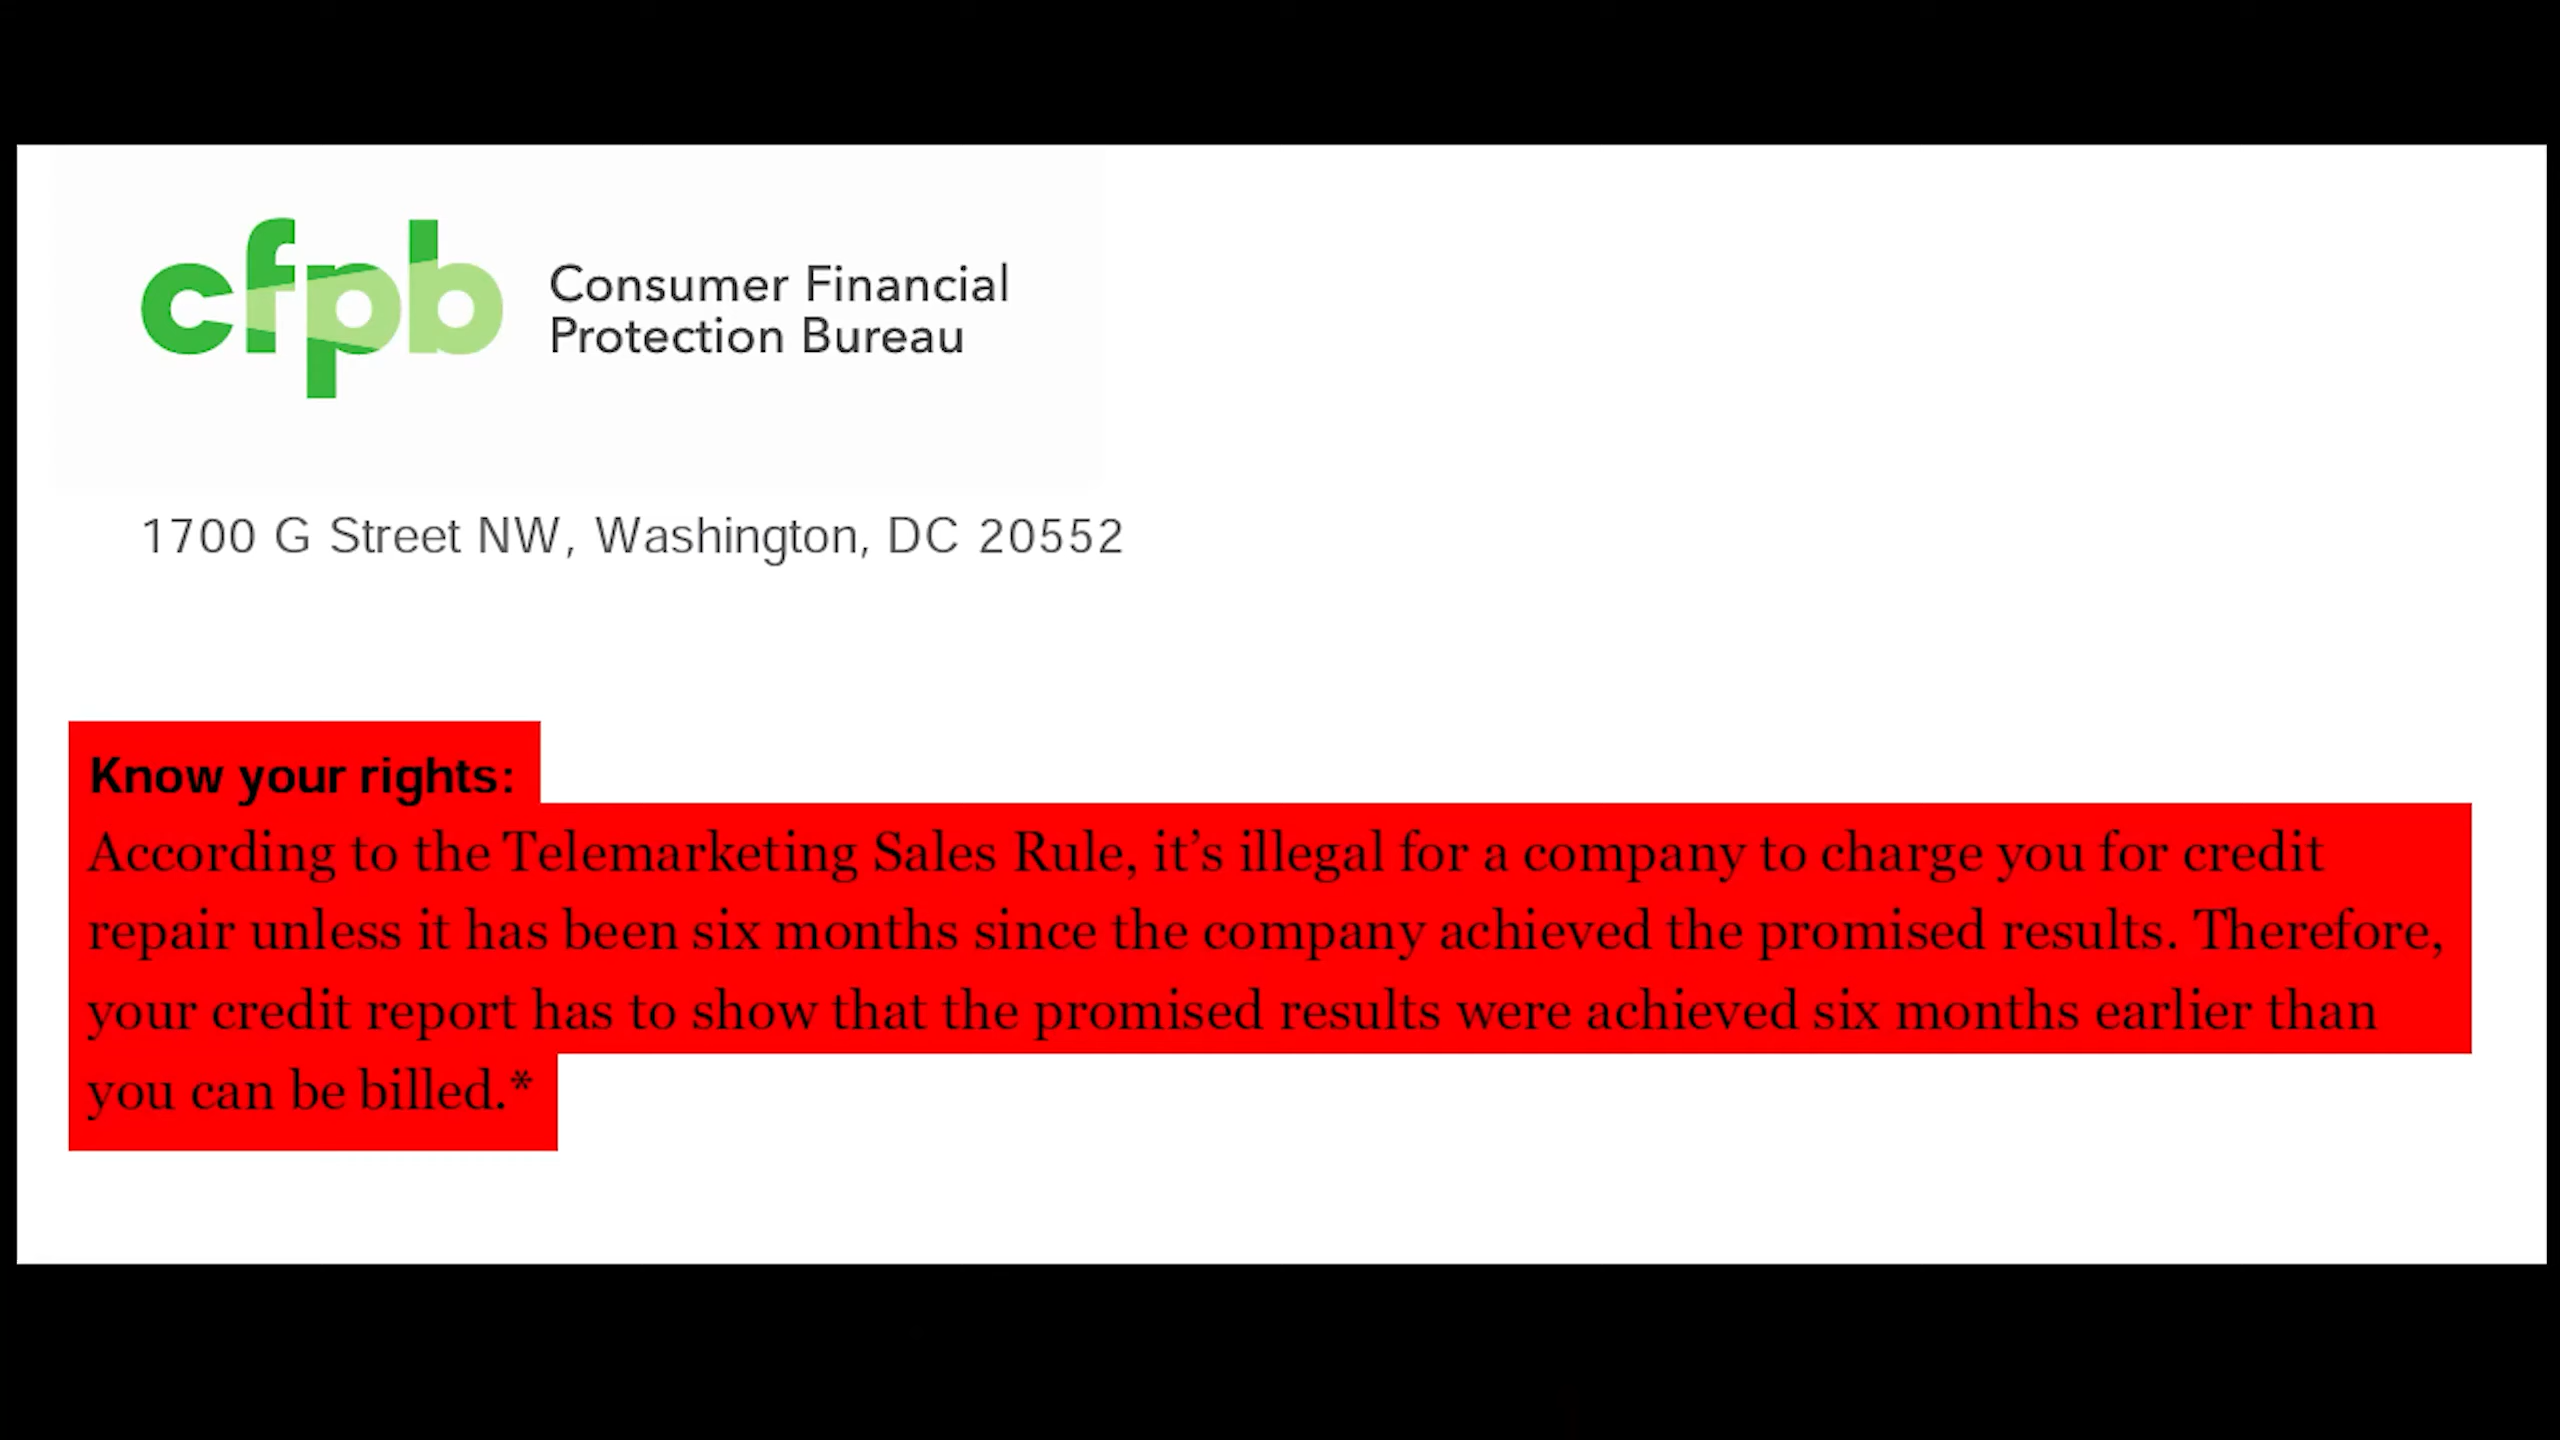 cfpb
Consumer Financial
Protection Bureau
1700 G Street NW, Washington, DC 20552
Know your rights:
According to the Telemarketing Sales Rule, it’s illegal for a company to charge you for credit
repair unless it has been six months since the company achieved the promised results. Therefore,
your credit report has to show that the promised results were achieved six months earlier than
you can be billed.*